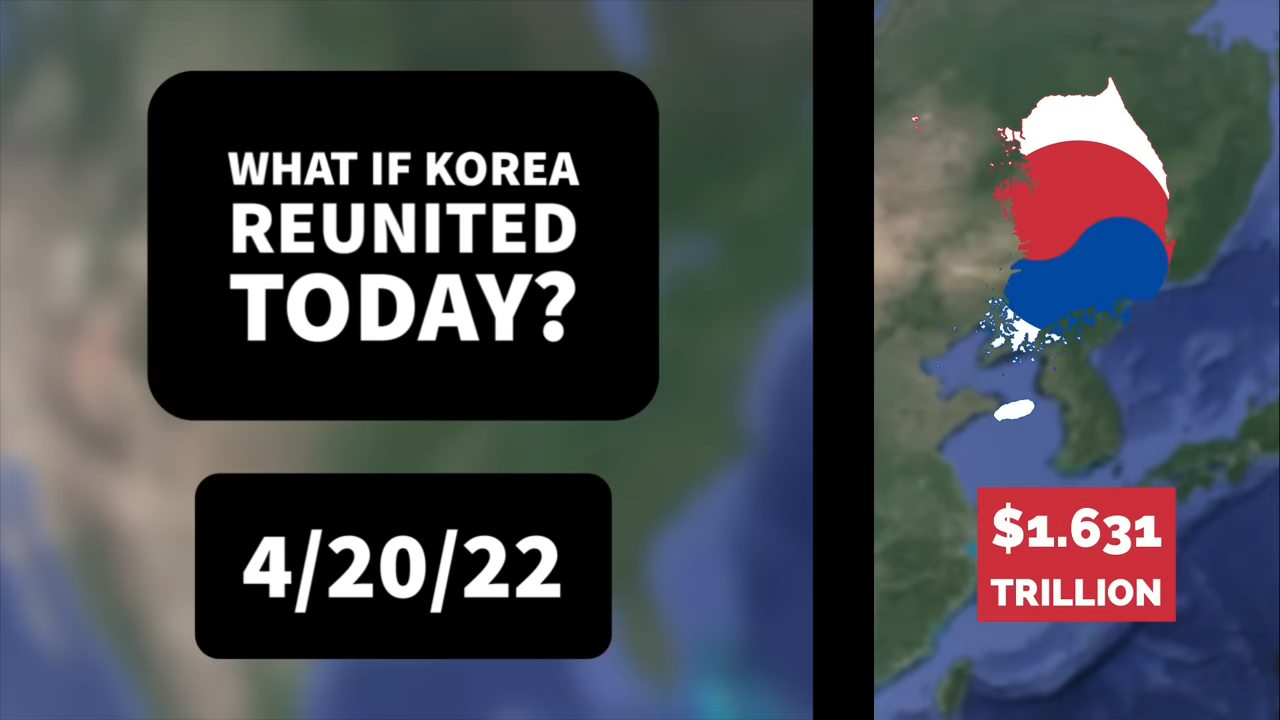 WHAT IF KOREA
REUNITED
TODAY?
4/20/22
$1.631
TRILLION